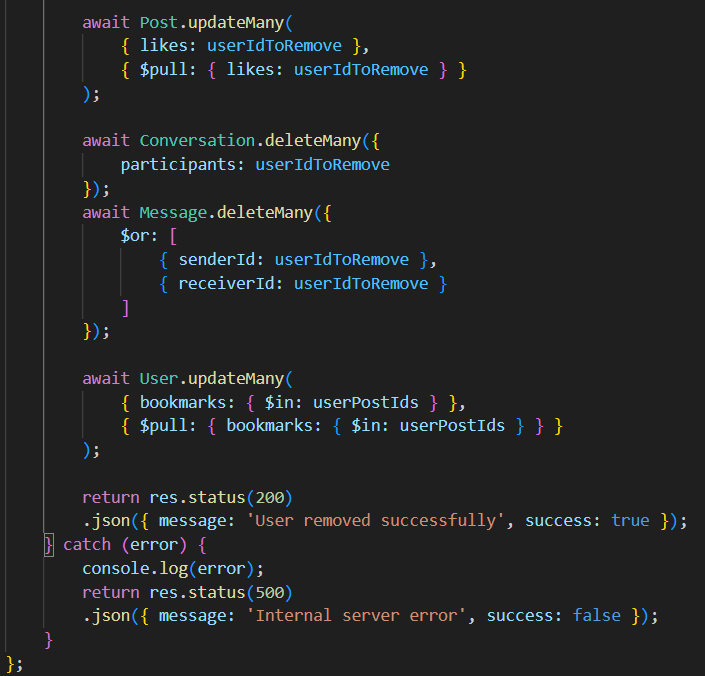 await Post.updateMany(
{ likes: userIdToRemove },
{ $pull: { likes: userIdToRemove } }
);
await Conversation.deleteMany({
participants: userIdToRemove
});
await Message.deleteMany({
$or: [
{ senderId: userIdToRemove },
{ receiverId: userIdToRemove }
]
});
await User.updateMany(
{ bookmarks: { $in: userPostIds } },
{ $pull: { bookmarks: { $in: userPostIds } } }
);
return res.status(200)
.json({ message: 'User removed successfully', success: true });
} catch (error) {
console.log(error);
return res.status(500)
.json({ message: 'Internal server error', success: false });
}
};